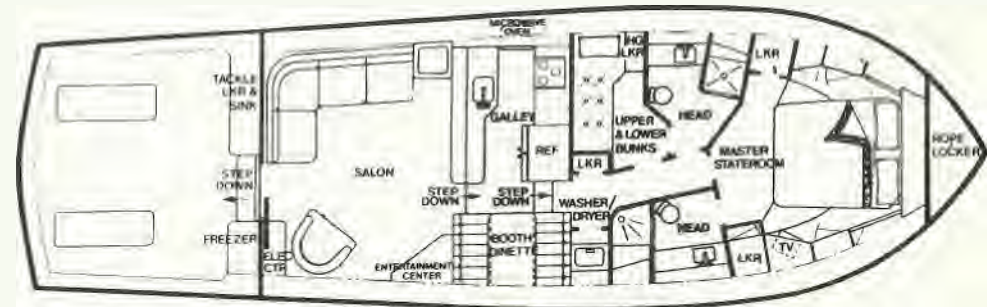 MICROWAVE
OVEN
TACKLE
LKR &
SINK
STEP
DOWN
FREEZER
ELEC
CTR
SALON
ENTERTAINMENT
CENTER
STEP
DOWN
GALLEY
REF
STEP
DOWN
BOOTH
DINETTE
HG
LKR
UPPER
& LOWER
BUNKS
LKR
WASHER/
DRYER
HEAD
HEAD
LKR
MASTER
STATEROOM
LKR
TV
ROPE
LOCKER